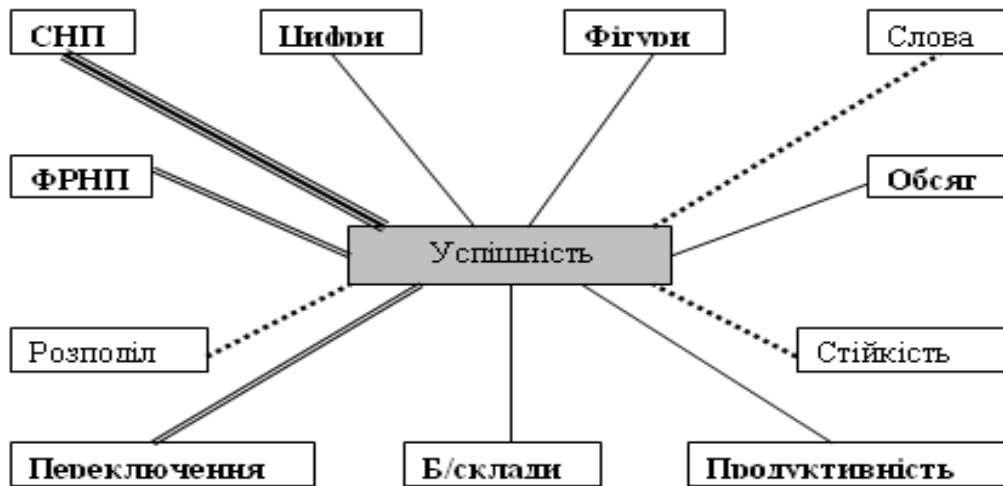 СНП
Цифри
Фігури
Слова
ФРНП
Обсяг
Успішність
Розподіл
Стійкість
Переключення
Б/склади
Продуктивність